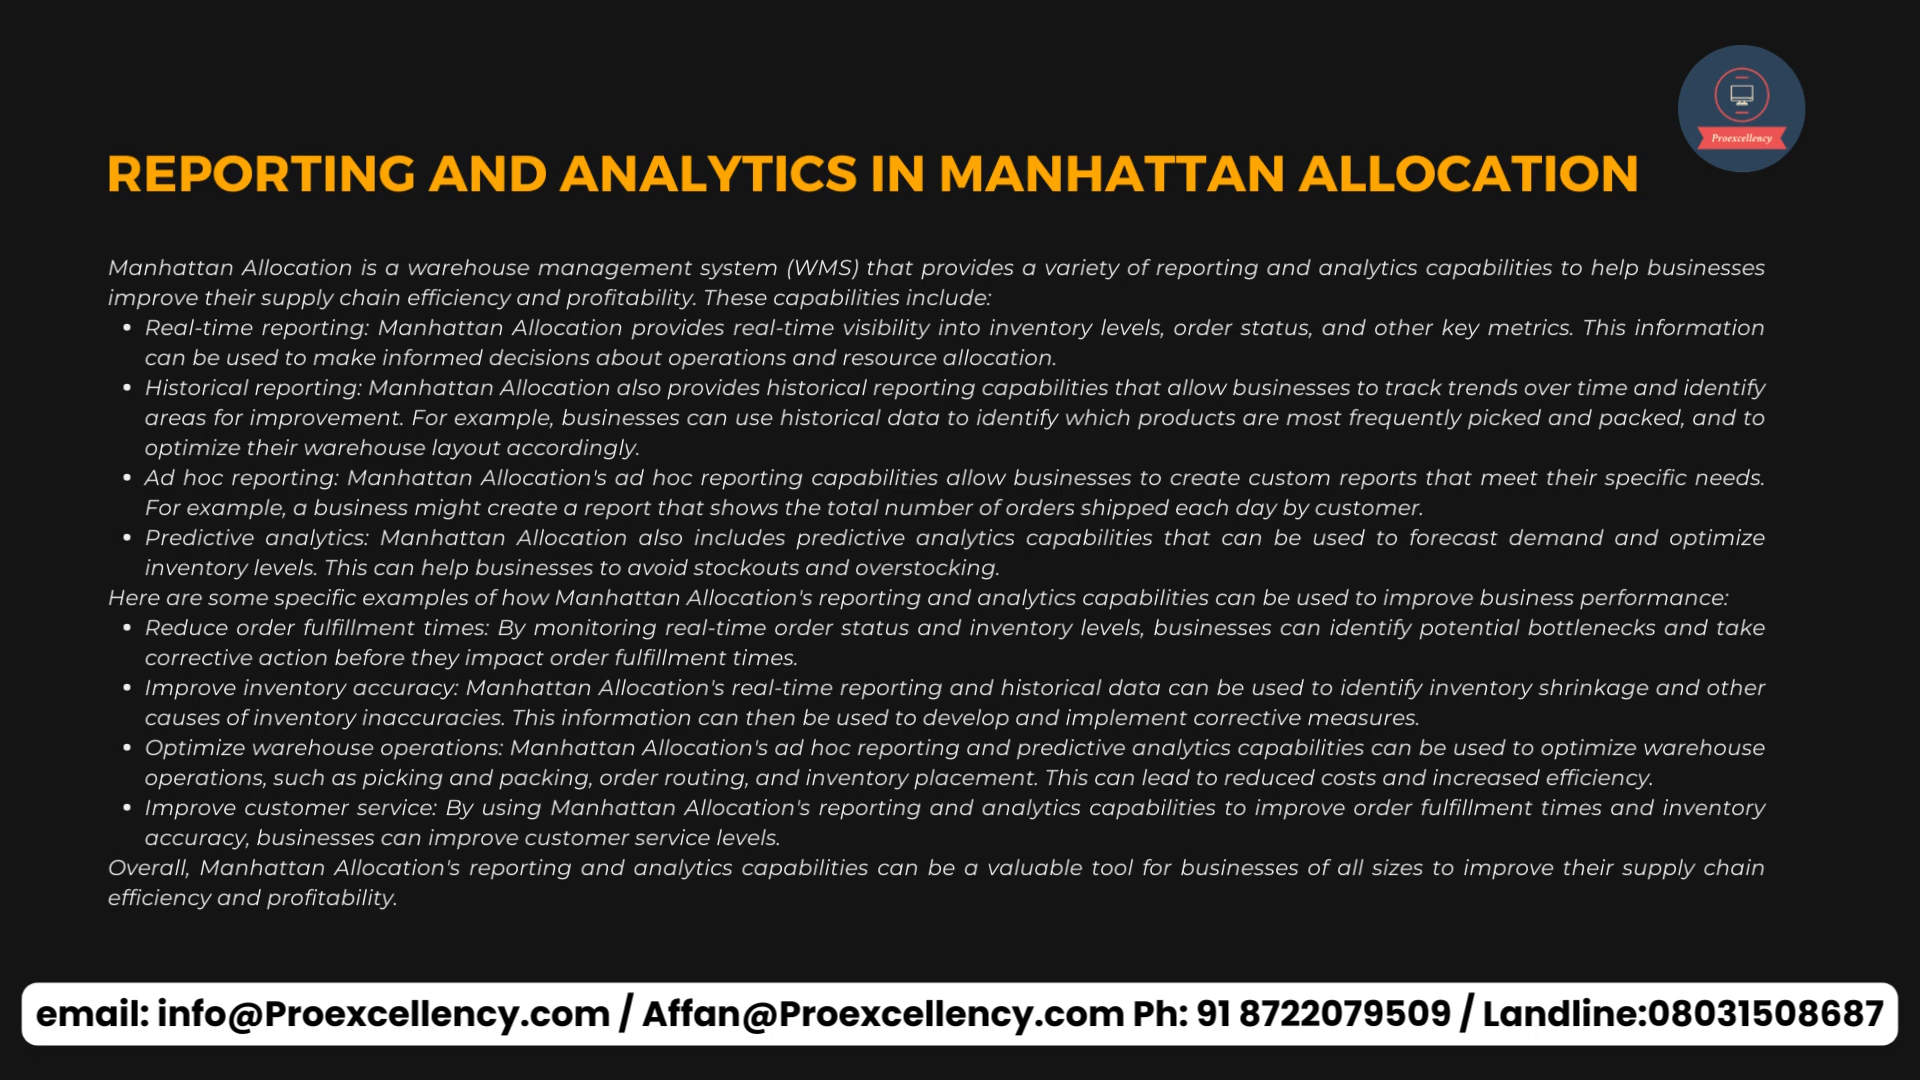 Proexcellency
REPORTING AND ANALYTICS IN MANHATTAN ALLOCATION
Manhattan Allocation is a warehouse management system (WMS) that provides a variety of reporting and analytics capabilities to help businesses
improve their supply chain efficiency and profitability. These capabilities include:
• Real-time reporting: Manhattan Allocation provides real-time visibility into inventory levels, order status, and other key metrics. This information
can be used to make informed decisions about operations and resource allocation.
• Historical reporting: Manhattan Allocation also provides historical reporting capabilities that allow businesses to track trends over time and identify
areas for improvement. For example, businesses can use historical data to identify which products are most frequently picked and packed, and to
optimize their warehouse layout accordingly.
• Ad hoc reporting: Manhattan Allocation's ad hoc reporting capabilities allow businesses to create custom reports that meet their specific needs.
For example, a business might create a report that shows the total number of orders shipped each day by customer.
• Predictive analytics: Manhattan Allocation also includes predictive analytics capabilities that can be used to forecast demand and optimize
inventory levels. This can help businesses to avoid stockouts and overstocking.
Here are some specific examples of how Manhattan Allocation's reporting and analytics capabilities can be used to improve business performance:
• Reduce order fulfillment times: By monitoring real-time order status and inventory levels, businesses can identify potential bottlenecks and take
corrective action before they impact order fulfillment times.
• Improve inventory accuracy: Manhattan Allocation's real-time reporting and historical data can be used to identify inventory shrinkage and other
causes of inventory inaccuracies. This information can then be used to develop and implement corrective measures.
• Optimize warehouse operations: Manhattan Allocation's ad hoc reporting and predictive analytics capabilities can be used to optimize warehouse
operations, such as picking and packing, order routing, and inventory placement. This can lead to reduced costs and increased efficiency.
• Improve customer service: By using Manhattan Allocation's reporting and analytics capabilities to improve order fulfillment times and inventory
accuracy, businesses can improve customer service levels.
Overall, Manhattan Allocation's reporting and analytics capabilities can be a valuable tool for businesses of all sizes to improve their supply chain
efficiency and profitability.
email: info@Proexcellency.com / Affan@Proexcellency.com Ph: 91 8722079509 / Landline:08031508687